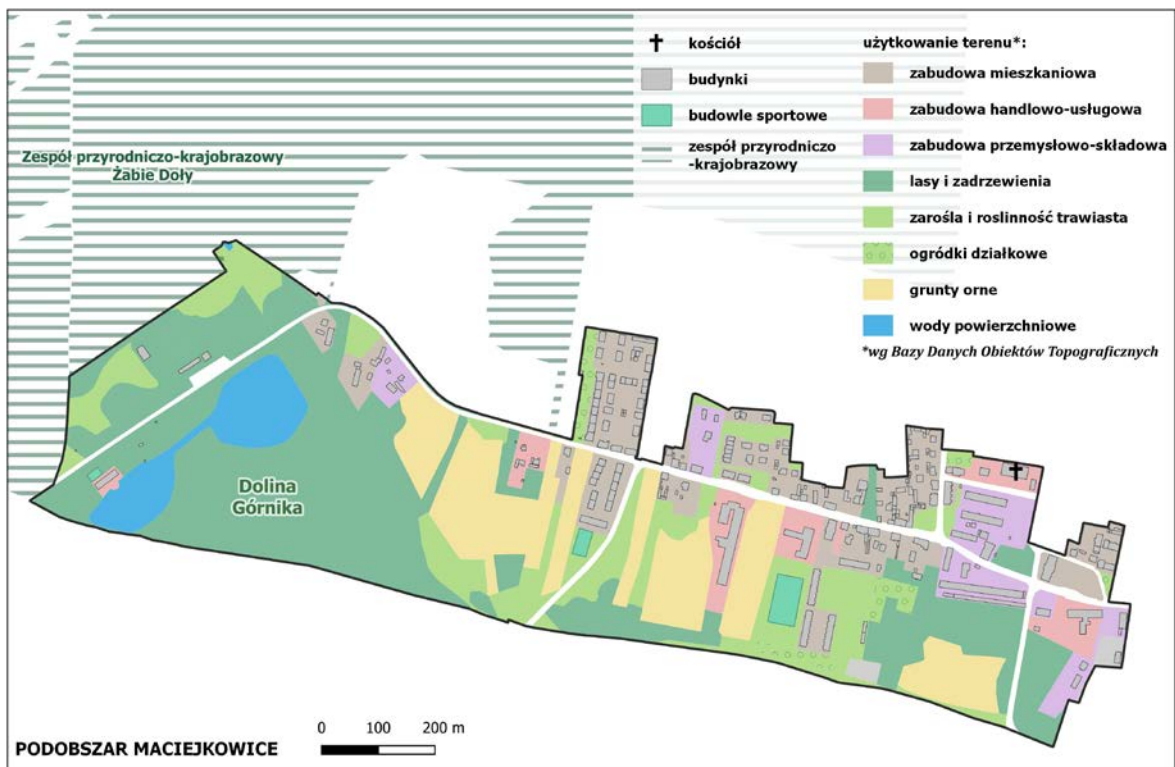 kościół
budynki
budowle sportowe
zespół przyrodniczo
-krajobrazowy
użytkowanie terenu*:
zabudowa mieszkaniowa
zabudowa handlowo-usługowa
zabudowa przemysłowo-składowa
lasy i zadrzewienia
zarośla i roslinność trawiasta
ogródki działkowe
grunty orne
wody powierzchniowe
*wg Bazy Danych Obiektów Topograficznych
Zespół przyrodniczo-krajobrazowy
Żabie Doły
Dolina
Górnika
PODOBSZAR MACIEJKOWICE
0 100 200 m